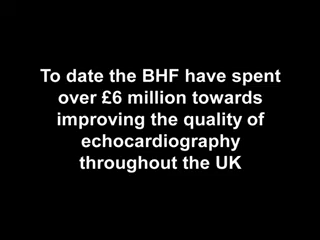 To date the BHF have spent
over £6 million towards
improving the quality of
echocardiography
throughout the UK